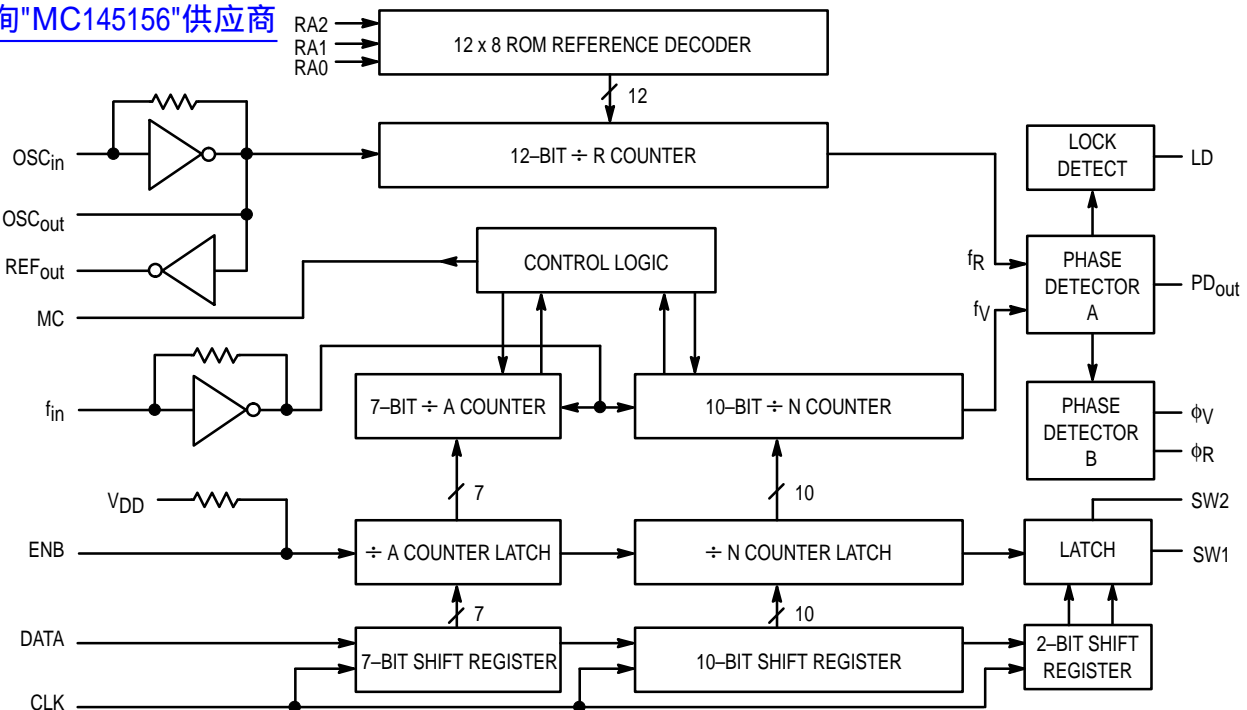 询"MC145156"供应商
RA2
RA1
RA0
12 x 8 ROM REFERENCE DECODER
12
OSCin
12–BIT ÷ R COUNTER
LOCK
DETECT
LD
OSCout
REFout
CONTROL LOGIC
fR
PHASE
DETECTOR
A
PDout
MC
fV
fin
7–BIT ÷ A COUNTER
10–BIT ÷ N COUNTER
PHASE
DETECTOR
B
ϕV
ϕR
7
10
VDD
SW2
ENB
÷ A COUNTER LATCH
÷ N COUNTER LATCH
LATCH
SW1
7
10
DATA
7–BIT SHIFT REGISTER
10–BIT SHIFT REGISTER
2–BIT SHIFT
REGISTER
CLK